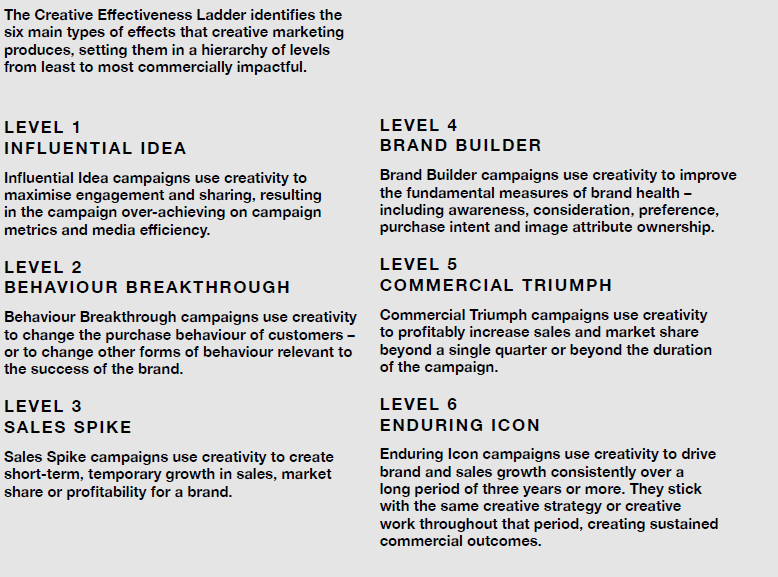 The Creative Effectiveness Ladder identifies the
six main types of effects that creative marketing
produces, setting them in a hierarchy of levels
from least to most commercially impactful.
LEVEL 1
INFLUENTIAL IDEA
Influential Idea campaigns use creativity to
maximise engagement and sharing, resulting
in the campaign over-achieving on campaign
metrics and media efficiency.
LEVEL 2
BEHAVIOUR BREAKTHROUGH
Behaviour Breakthrough campaigns use creativity
to change the purchase behaviour of customers –
or to change other forms of behaviour relevant to
the success of the brand.
LEVEL 3
SALES SPIKE
Sales Spike campaigns use creativity to create
short-term, temporary growth in sales, market
share or profitability for a brand.
LEVEL 4
BRAND BUILDER
Brand Builder campaigns use creativity to improve
the fundamental measures of brand health –
including awareness, consideration, preference,
purchase intent and image attribute ownership.
LEVEL 5
COMMERCIAL TRIUMPH
Commercial Triumph campaigns use creativity
to profitably increase sales and market share
beyond a single quarter or beyond the duration
of the campaign.
LEVEL 6
ENDURING ICON
Enduring Icon campaigns use creativity to drive
brand and sales growth consistently over a
long period of three years or more. They stick
with the same creative strategy or creative
work throughout that period, creating sustained
commercial outcomes.